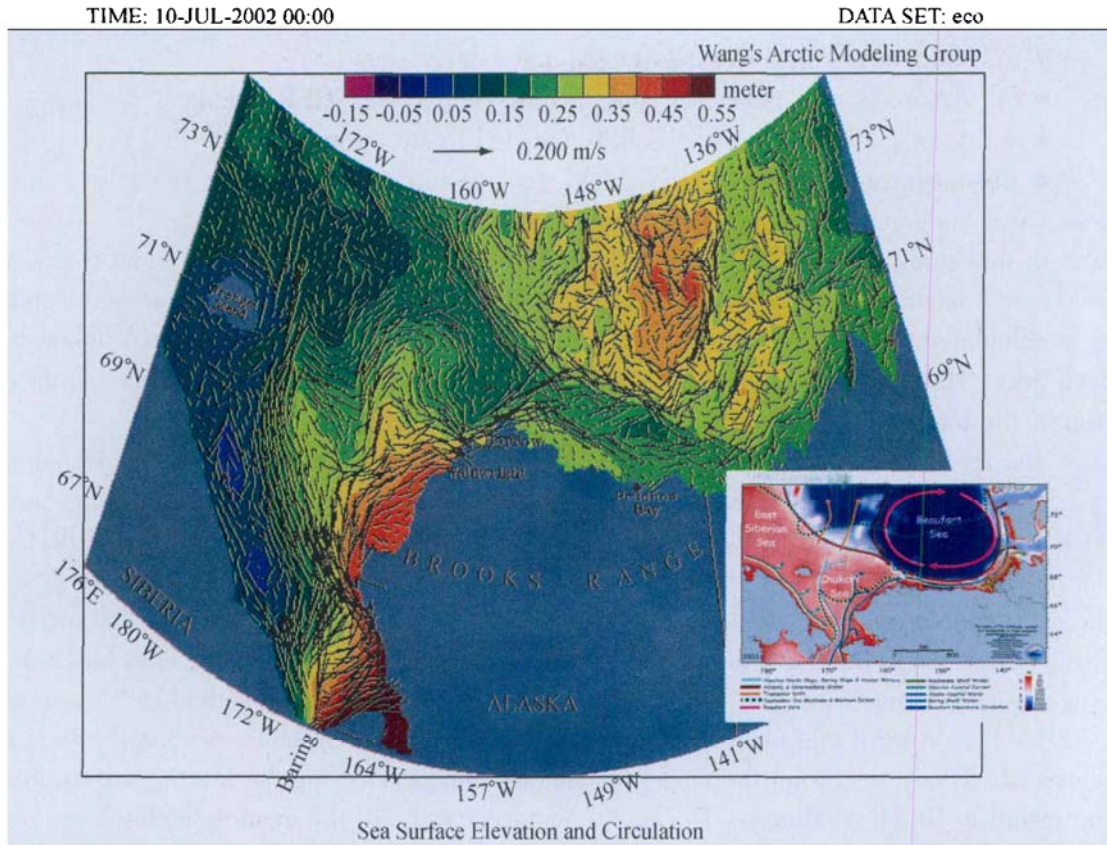 TIME: 10-JUL-2002 00:00
DATA SET: eco
Wang's Arctic Modeling Group
meter
-0.15 -0.05 0.05 0.15 0.25 0.35 0.45 0.55
0.200 m/s
73°N
172°W
160°W
148°W
136°W
73°N
71°N
71°N
69°N
69°N
Barrow
Wainwright
67°N
Prudhoe
Bay
BROOKS RANGE
176°E
SIBERIA
180°W
172°W
ALASKA
Baring
164°W
157°W
149°W
141°W
East
Siberian
Sea
Beaufort
Sea
Chukchi
Sea
Sea Surface Elevation and Circulation